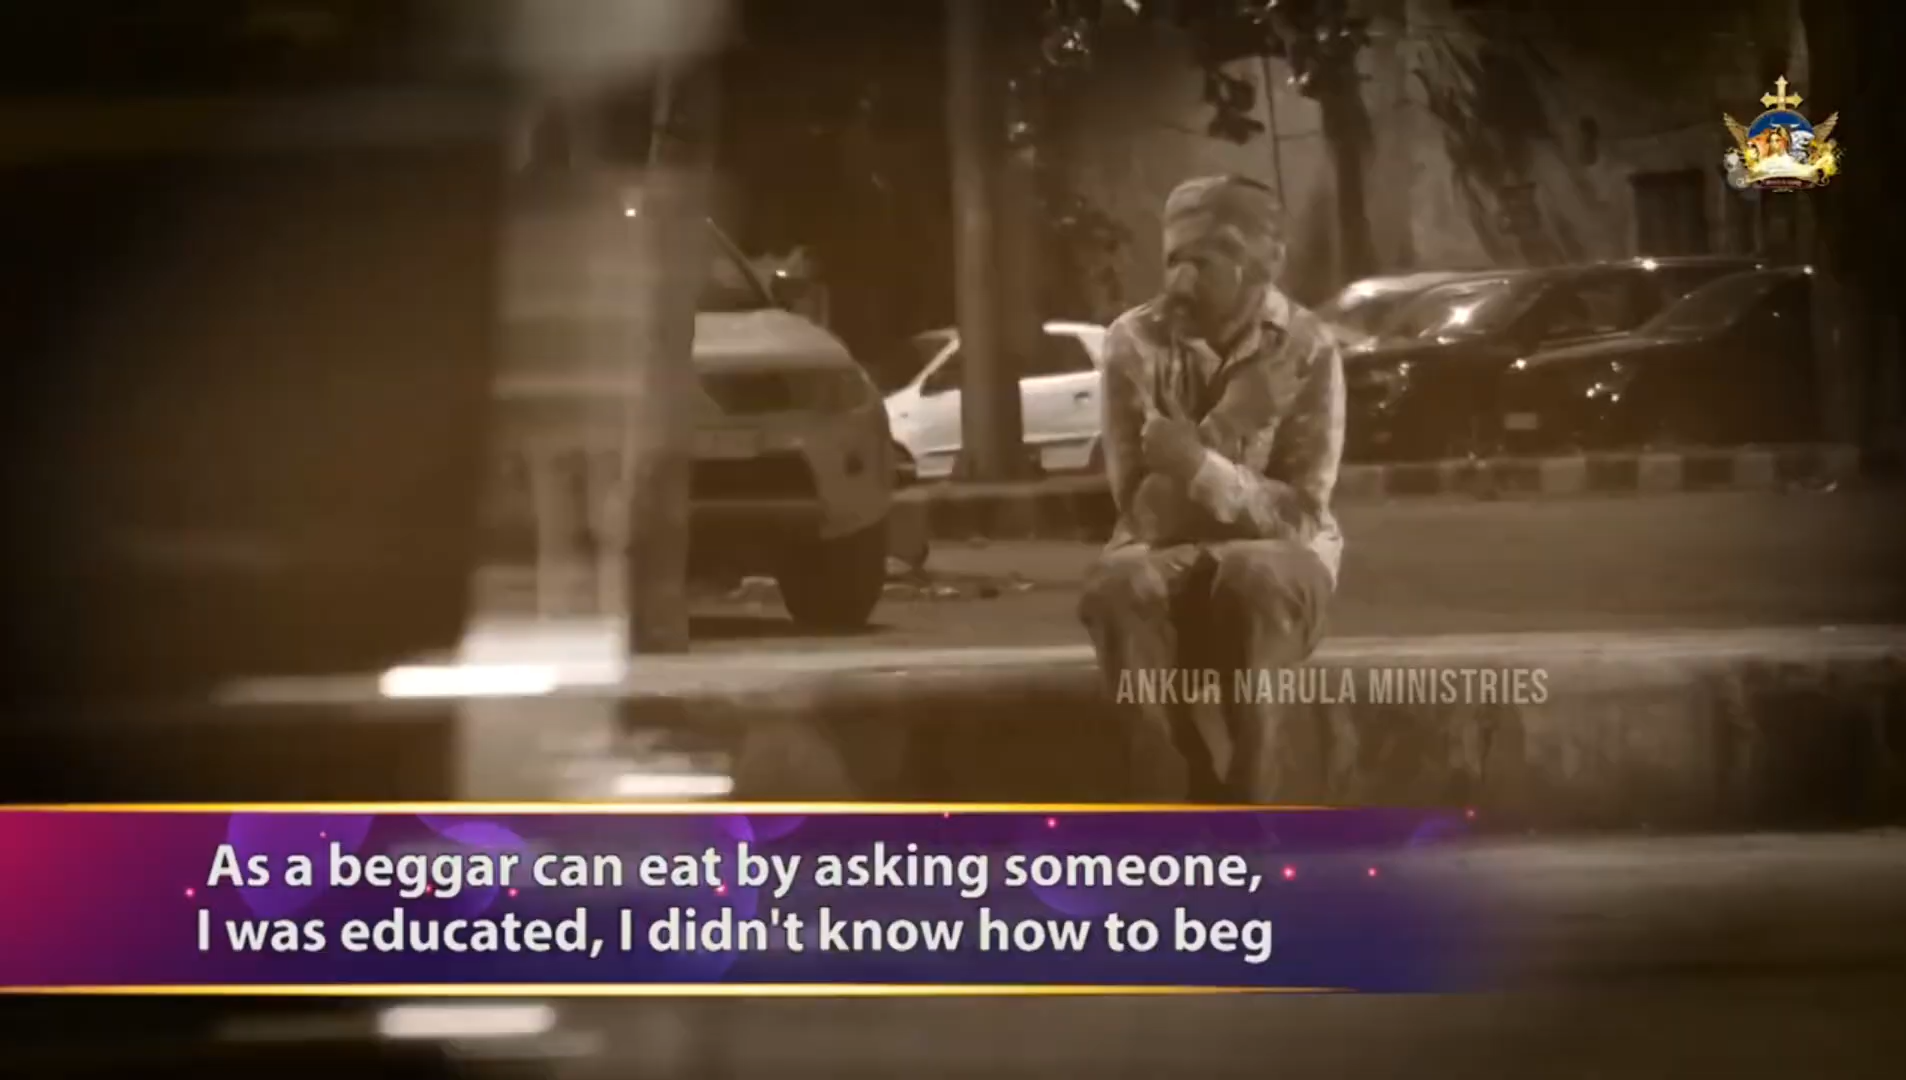 ANKUR NARULA MINISTRIES
As a beggar can eat by asking someone,
I was educated, I didn't know how to beg